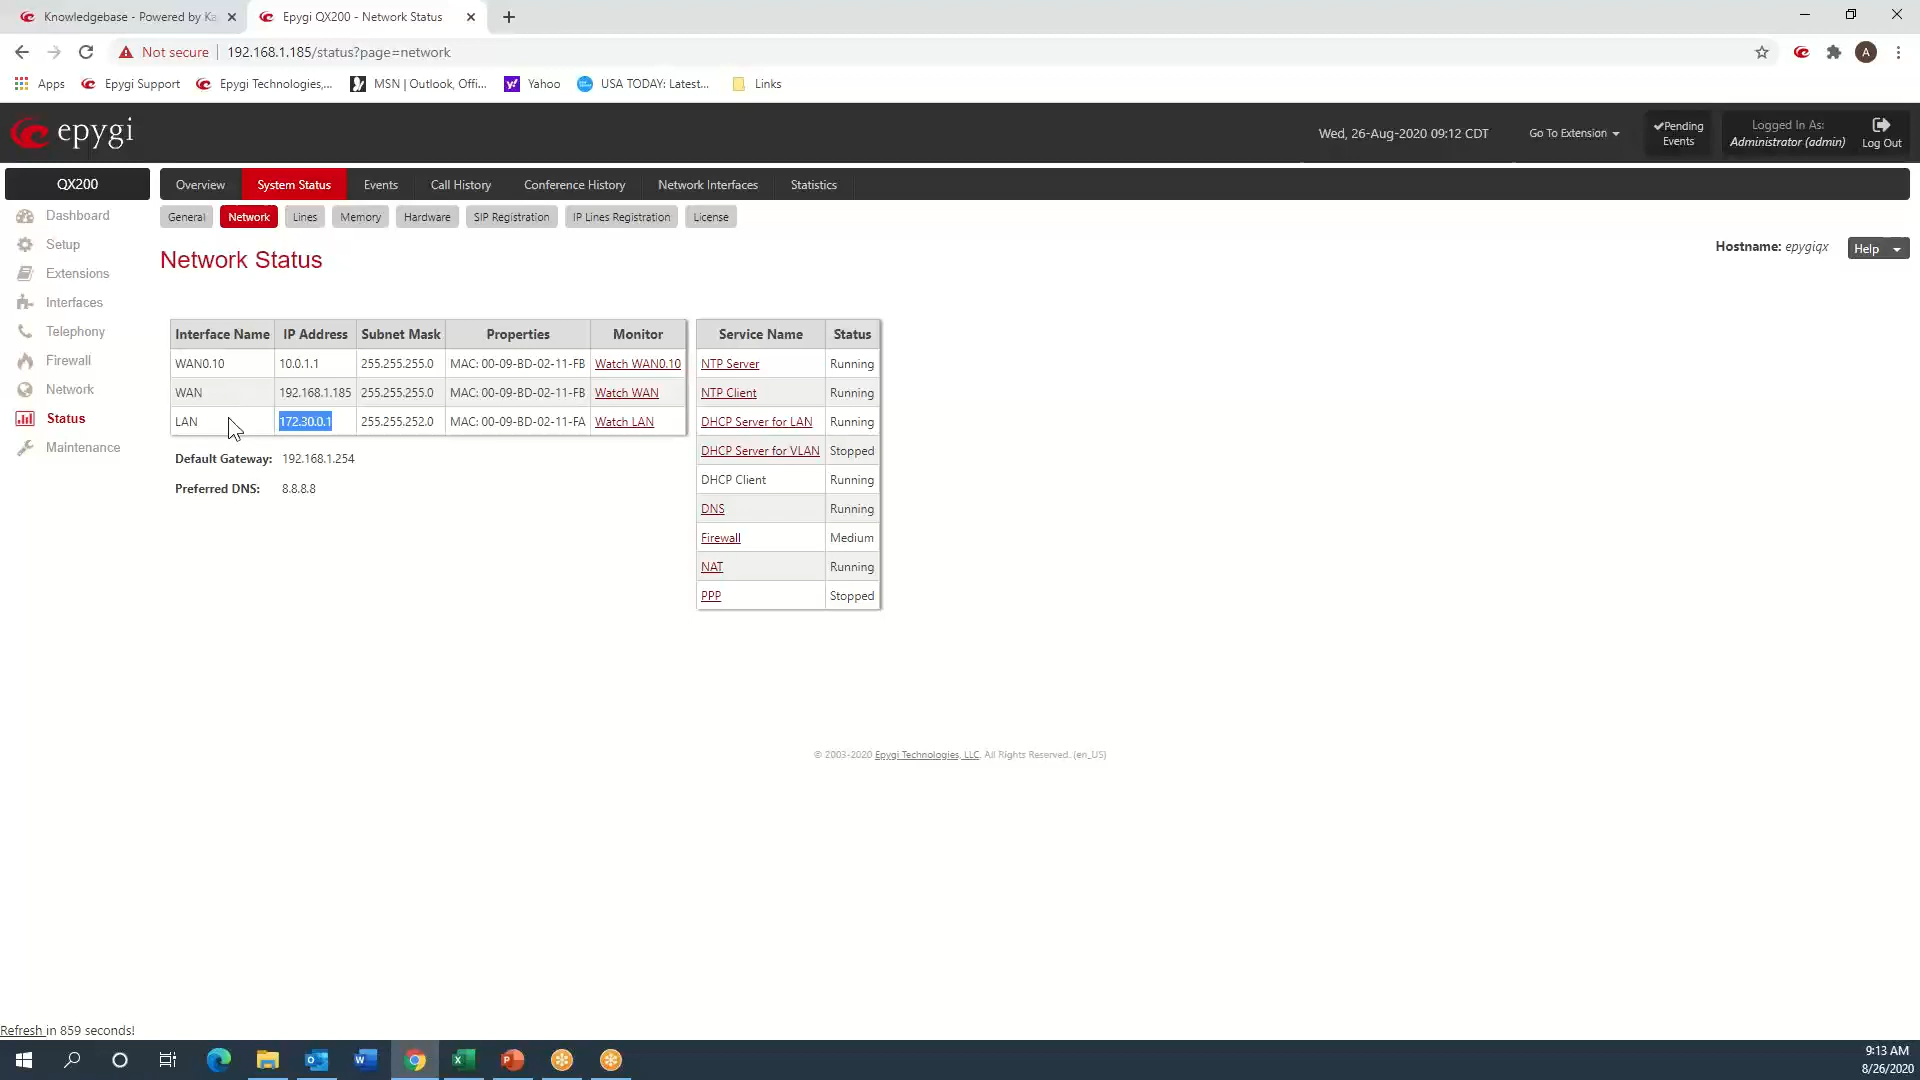 Knowledgebase - Powered by Ka
Epygi QX200 - Network Status
Not secure
192.168.1.185/status?page=network
A
Apps
Epygi Support
Epygi Technologies,...
MSN | Outlook, Offi...
Yahoo
USA TODAY: Latest...
Links
epygi
Wed, 26-Aug-2020 09:12 CDT
Go To Extension
Pending
Events
Logged In As:
Administrator (admin)
Log Out
QX200
Overview
System Status
Events
Call History
Conference History
Network Interfaces
Statistics
Dashboard
Setup
Extensions
Interfaces
Telephony
Firewall
Network
Status
Maintenance
General
Network
Lines
Memory
Hardware
SIP Registration
IP Lines Registration
License
Network Status
Hostname: epygiqx
Help
Interface Name IP Address Subnet Mask Properties Monitor
WAN0.10 10.0.1.1 255.255.255.0 MAC: 00-09-BD-02-11-FB Watch WAN0.10
WAN 192.168.1.185 255.255.255.0 MAC: 00-09-BD-02-11-FB Watch WAN
LAN 172.30.0.1 255.255.252.0 MAC: 00-09-BD-02-11-FA Watch LAN
Default Gateway: 192.168.1.254
Preferred DNS: 8.8.8.8
Service Name Status
NTP Server Running
NTP Client Running
DHCP Server for LAN Running
DHCP Server for VLAN Stopped
DHCP Client Running
DNS Running
Firewall Medium
NAT Running
PPP Stopped
© 2003-2020 Epygi Technologies, LLC. All Rights Reserved. (en_US)
Refresh in 859 seconds!
9:13 AM
8/26/2020